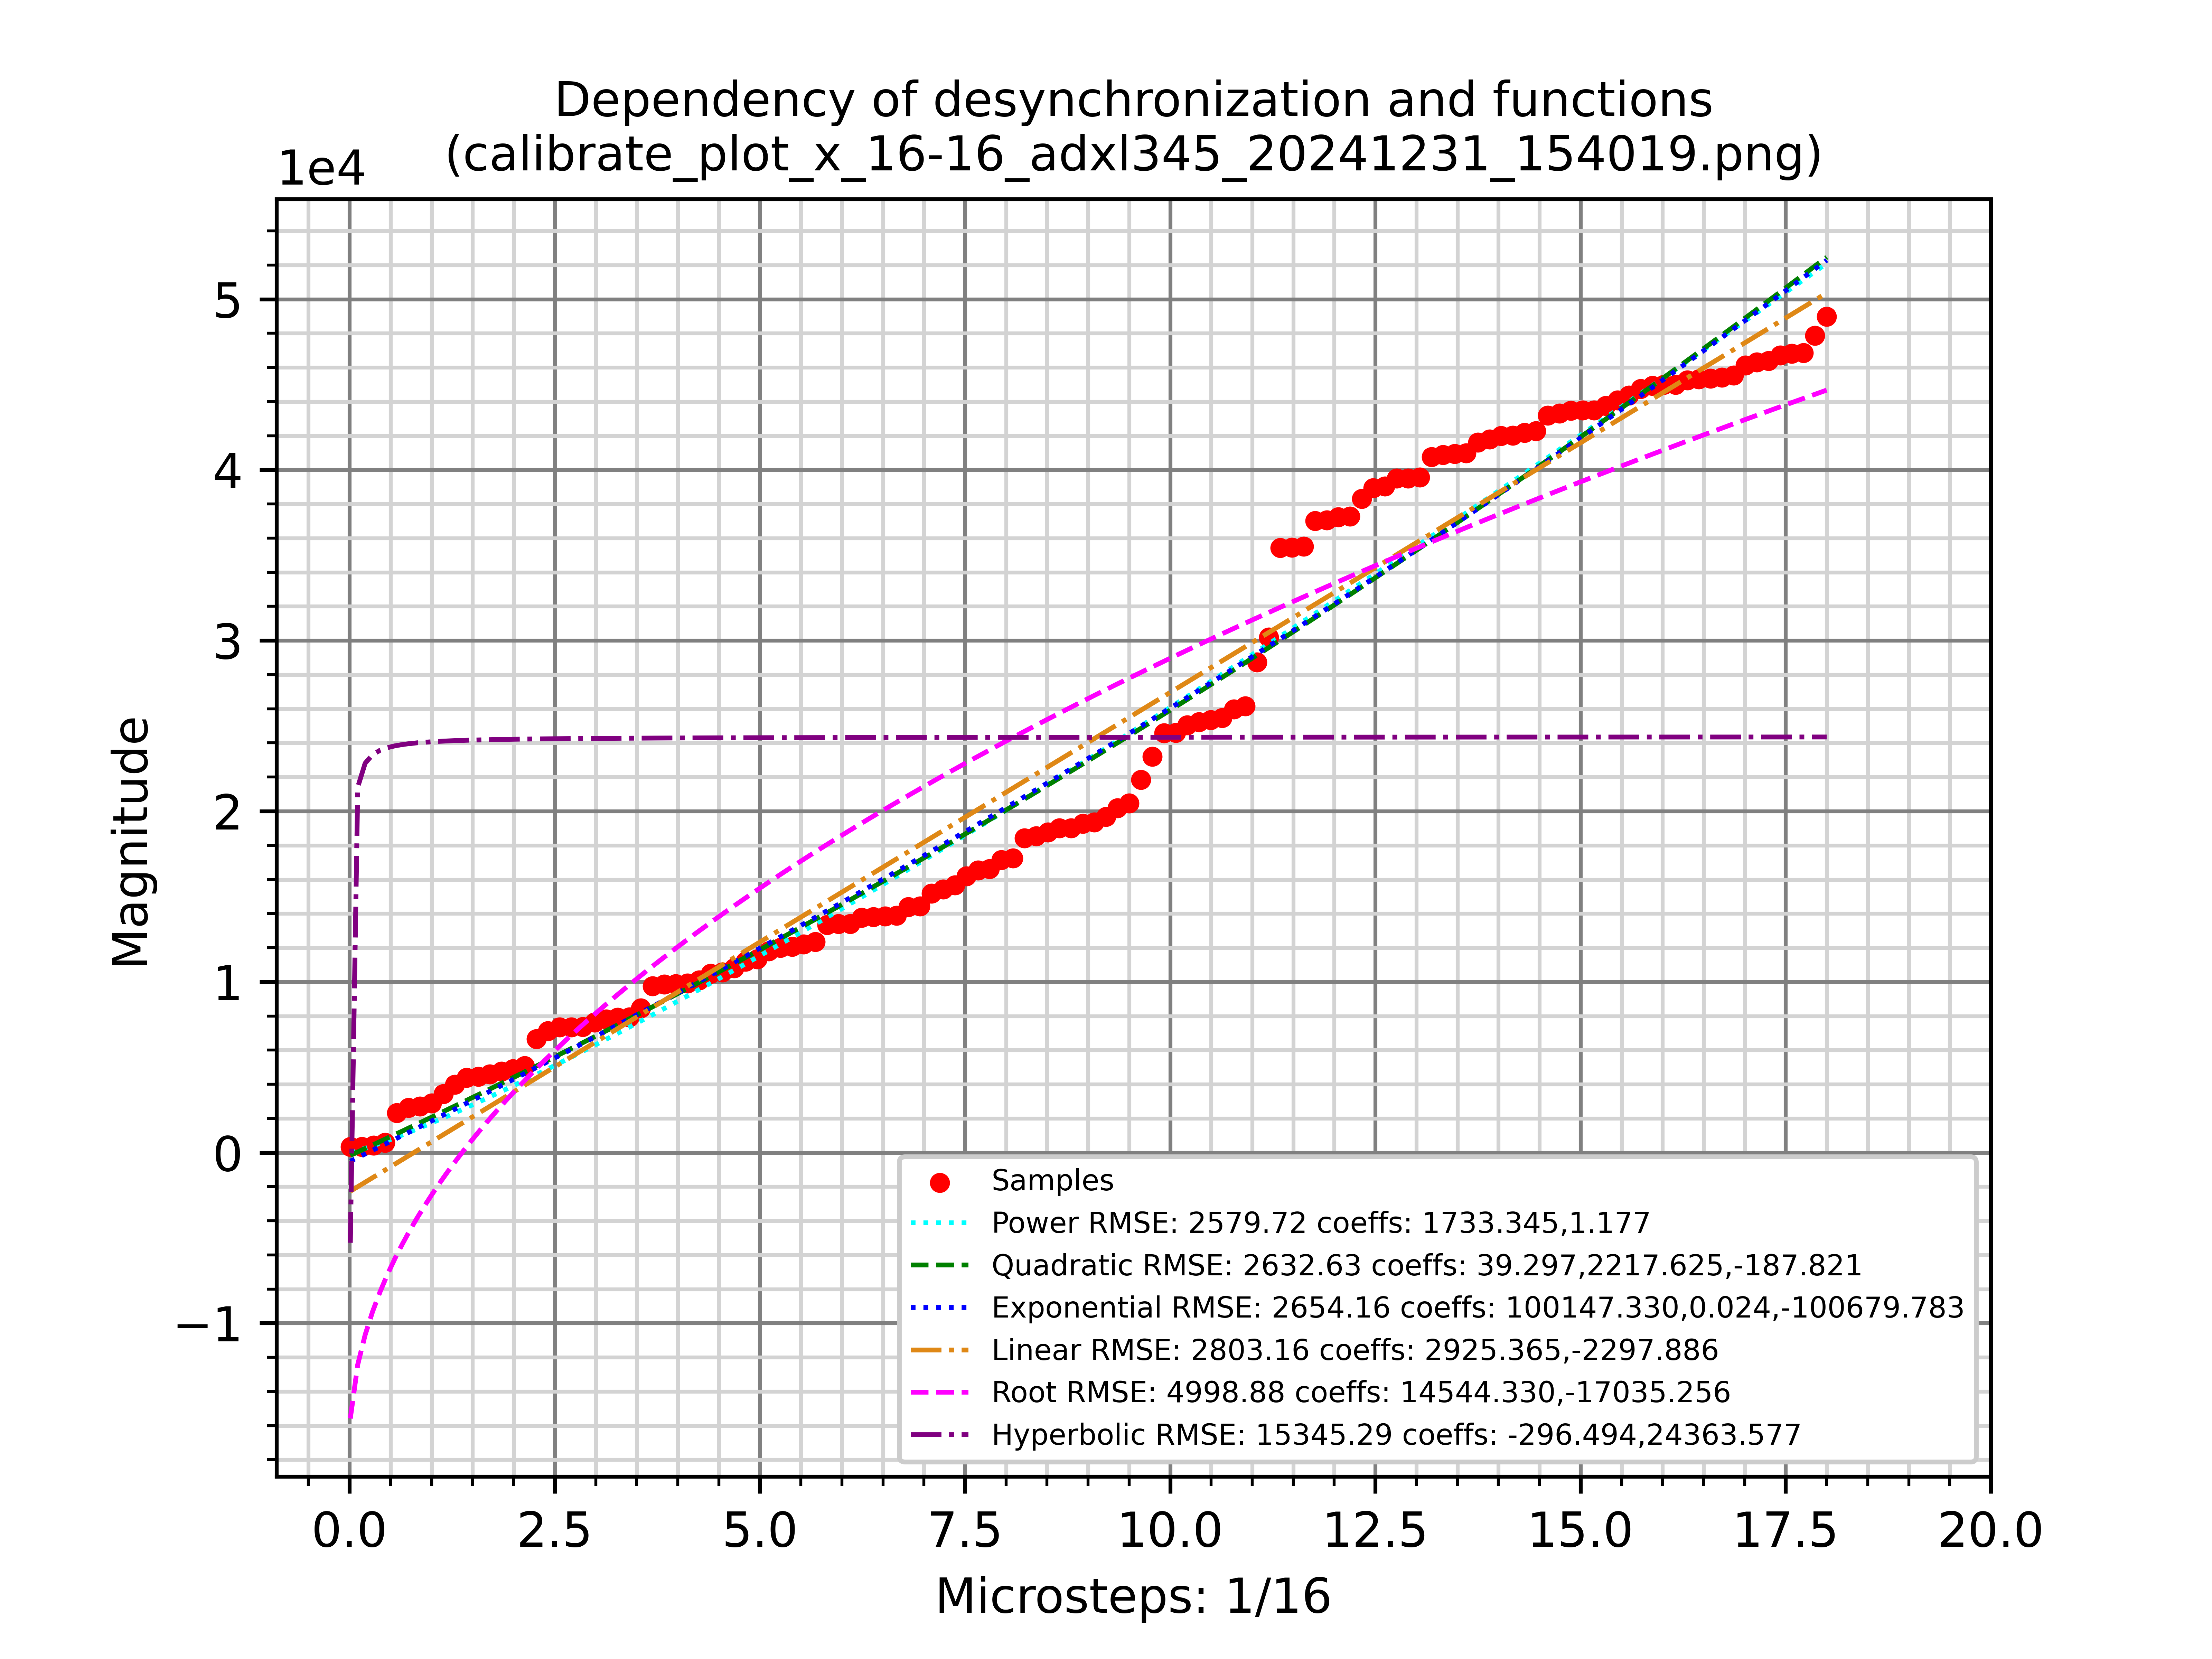 Dependency of desynchronization and functions
(calibrate_plot_x_16-16_adxl345_20241231_154019.png)
1e4
5
4
3
2
1
0
−1
Magnitude
Samples
Power RMSE: 2579.72 coeffs: 1733.345,1.177
Quadratic RMSE: 2632.63 coeffs: 39.297,2217.625,-187.821
Exponential RMSE: 2654.16 coeffs: 100147.330,0.024,-100679.783
Linear RMSE: 2803.16 coeffs: 2925.365,-2297.886
Root RMSE: 4998.88 coeffs: 14544.330,-17035.256
Hyperbolic RMSE: 15345.29 coeffs: -296.494,24363.577
0.0 2.5 5.0 7.5 10.0 12.5 15.0 17.5 20.0
Microsteps: 1/16